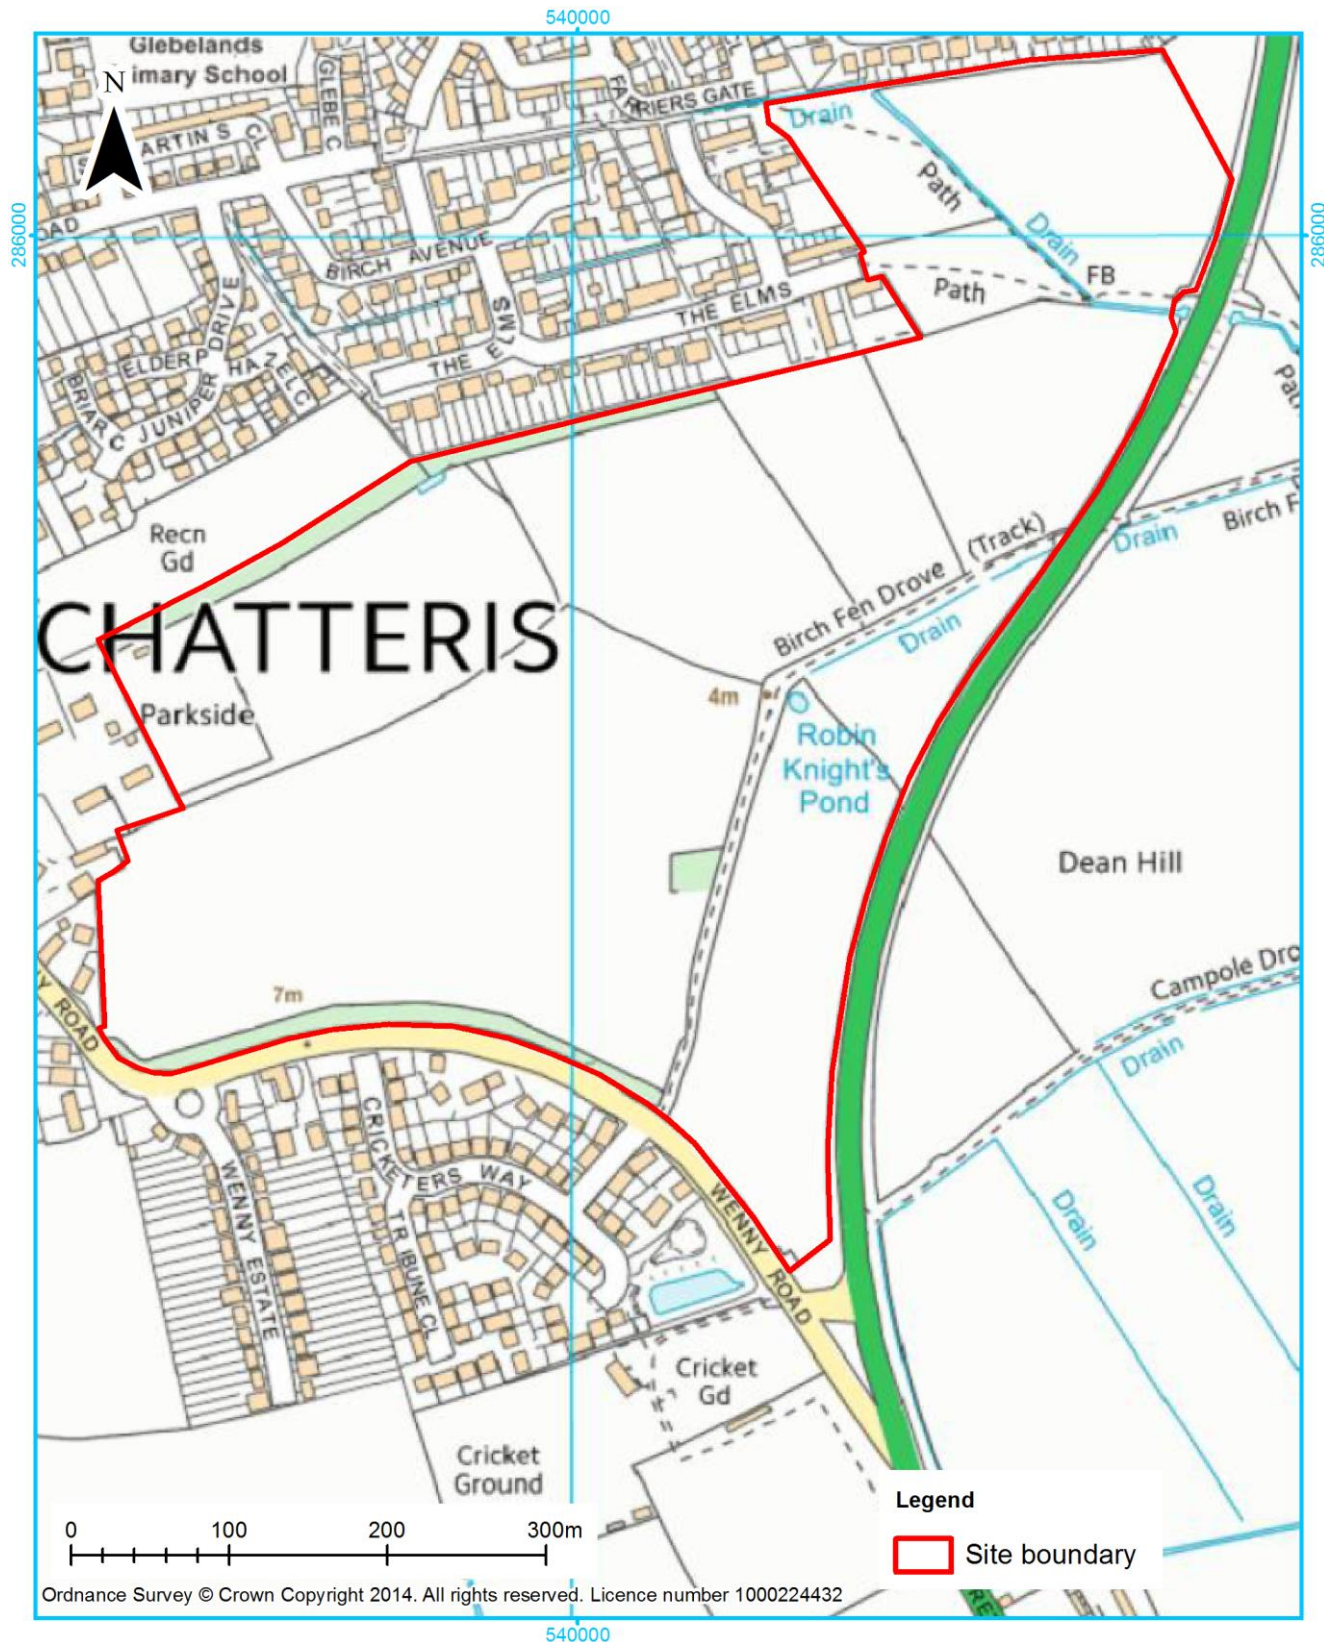 540000
Glebelands
imary School
N
GLEBE C
FARRIERS GATE
ARTIN'S CL
Drain
Path
OAD
286000
286000
BIRCH AVENUE
Drain
FB
Path
THE ELMS
THE ELMS
ELDER P
JUNIPER DRIVE
HAZEL C
BRIAR C
Path
Recn
Gd
(Track)
Drain
Birch F
Birch Fen Drove
Drain
CHATTERIS
Parkside
4m
Robin
Knight's
Pond
Dean Hill
7m
Campole Dro
Y ROAD
Drain
CRICKETERS WAY
WENNY ESTATE
TRIBUNE CL
WENNY ROAD
Drain
Drain
Cricket
Gd
Cricket
Ground
Legend
Site boundary
0 100 200 300m
Ordnance Survey © Crown Copyright 2014. All rights reserved. Licence number 1000224432
540000